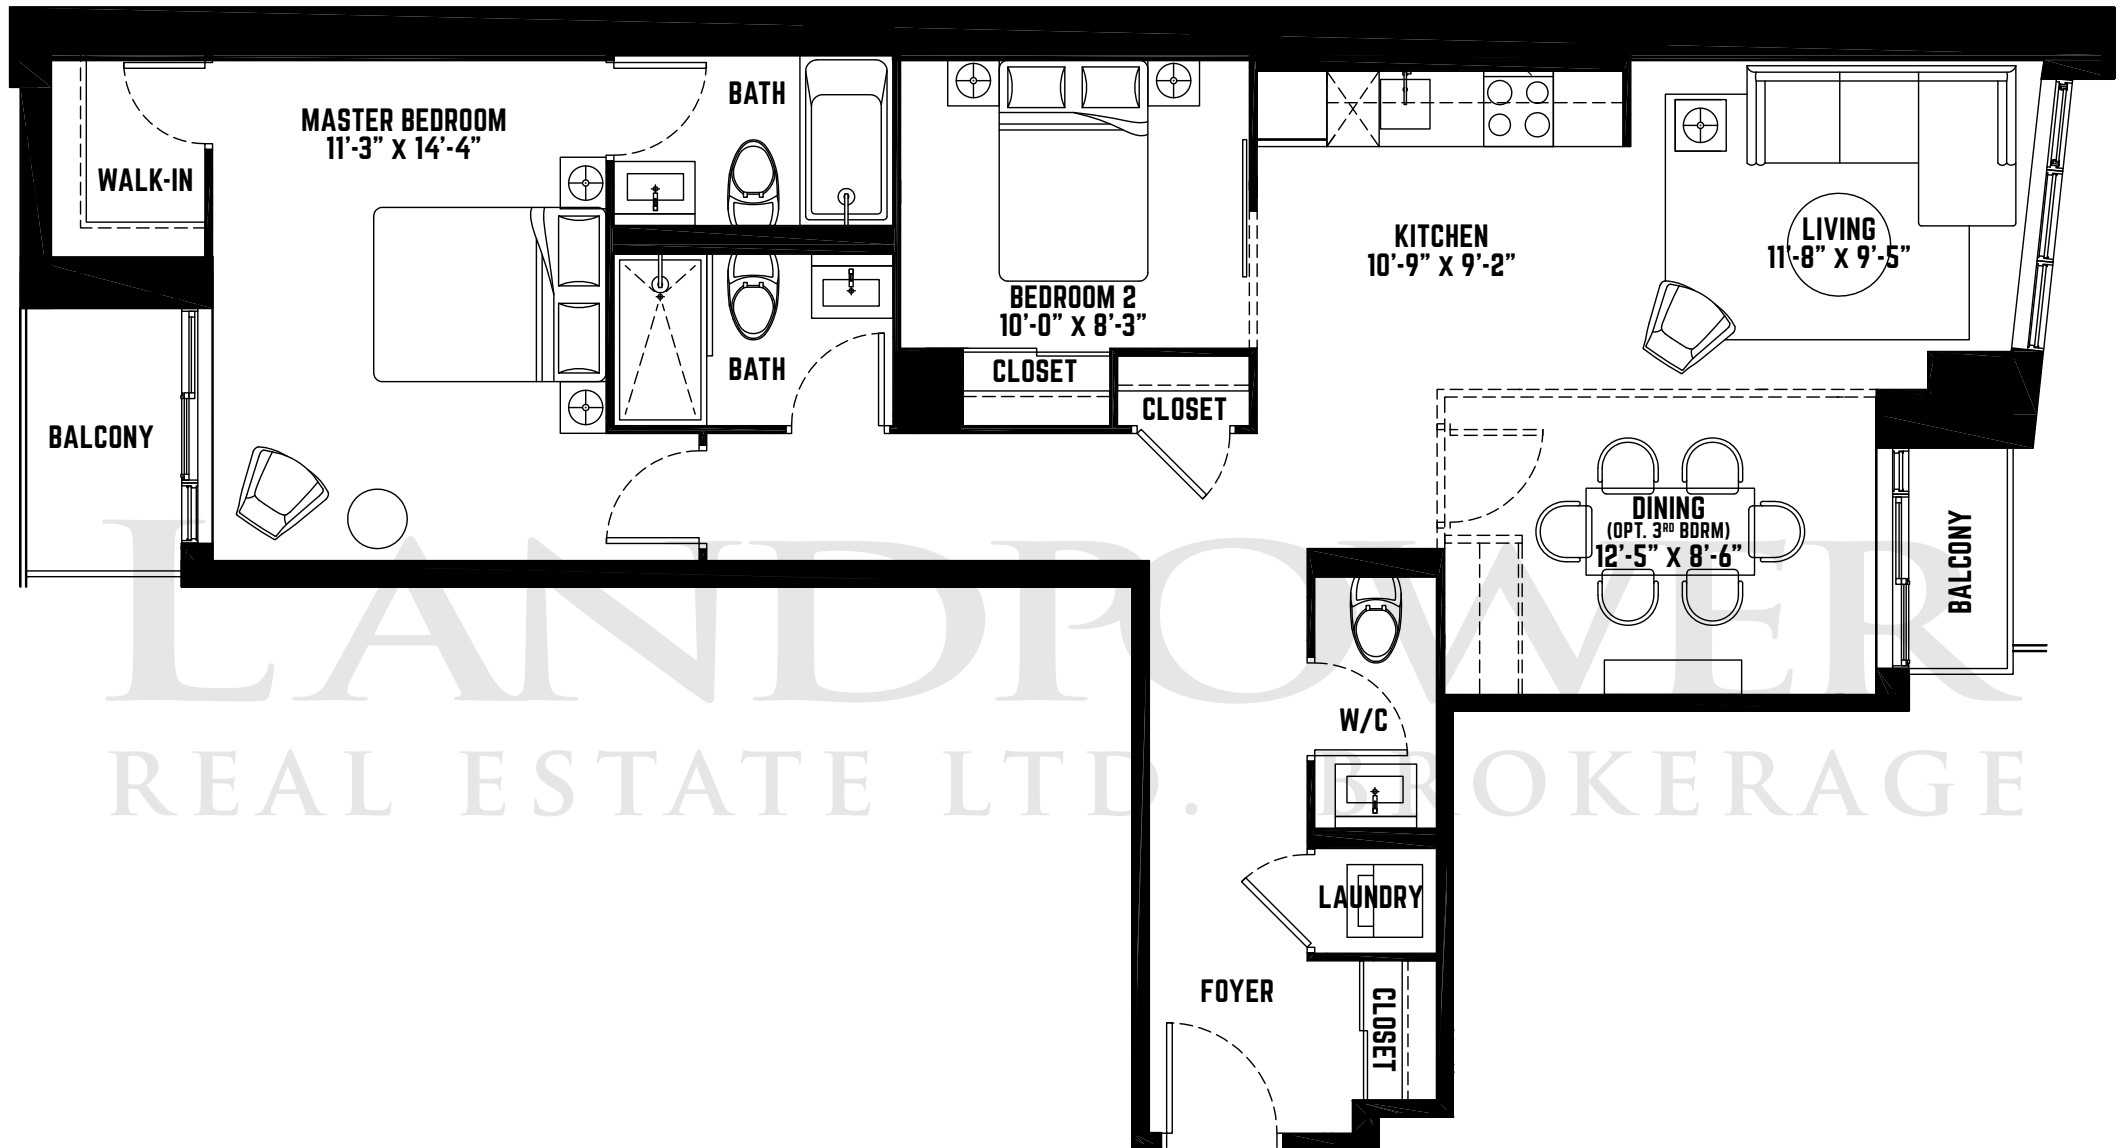 BATH
MASTER BEDROOM
11'-3" X 14'-4"
WALK-IN
KITCHEN
10'-9" X 9'-2"
LIVING
11'-8" X 9'-5"
BEDROOM 2
10'-0" X 8'-3"
BATH
CLOSET
CLOSET
BALCONY
DINING
(OPT. 3RD BDRM)
12'-5" X 8'-6"
BALCONY
LANDPOWER
W/C
REAL ESTATE LTD. BROKERAGE
LAUNDRY
FOYER
CLOSET